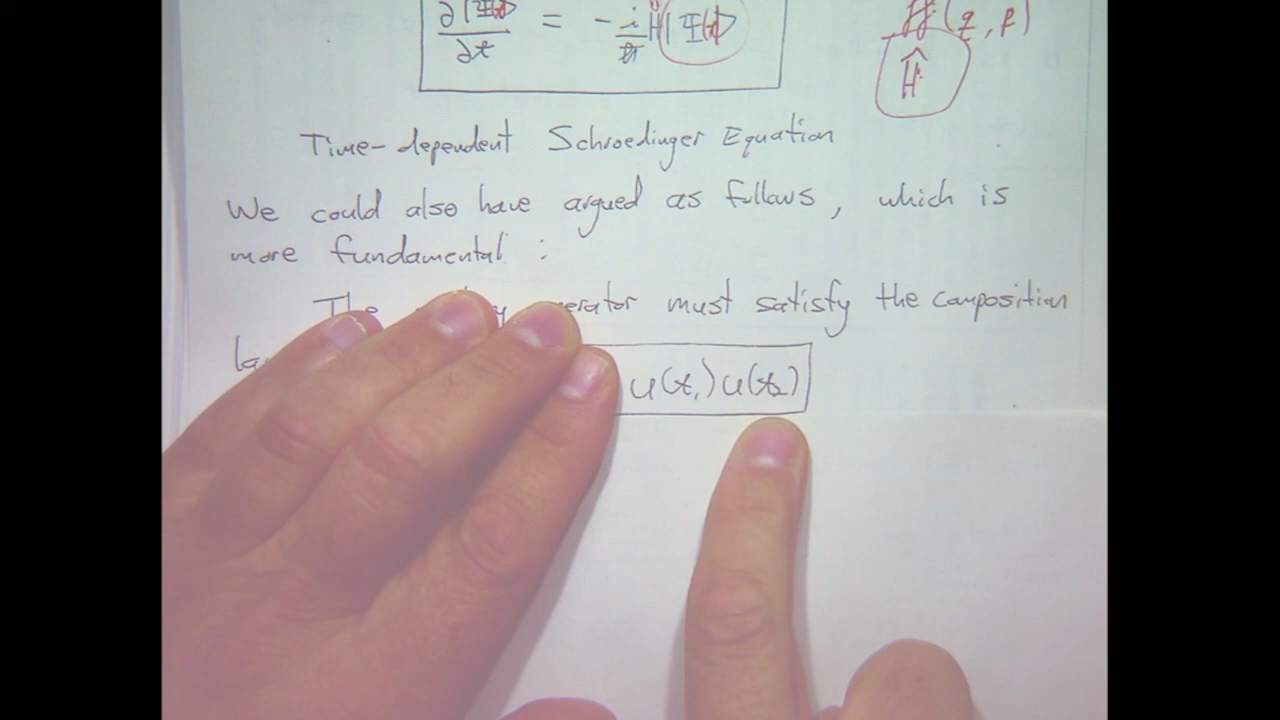 ∂|Ψ(t)⟩/∂t = -i/ħ Ĥ|Ψ(t)⟩
(q, p)
Ĥ
Time-dependent Schroedinger Equation
We could also have argued as follows, which is
more fundamental :
The must satisfy the composition
U(t₁)U(t₂)